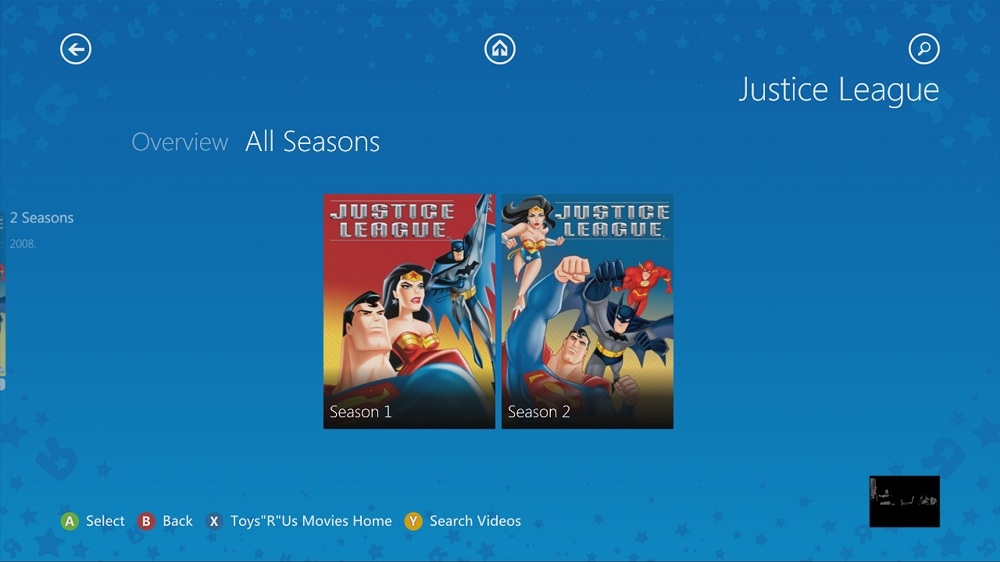 Justice League
Overview All Seasons
2 Seasons
2008.
JUSTICE
LEAGUE
Season 1
JUSTICE
LEAGUE
Season 2
A Select B Back X Toys"R"Us Movies Home Y Search Videos